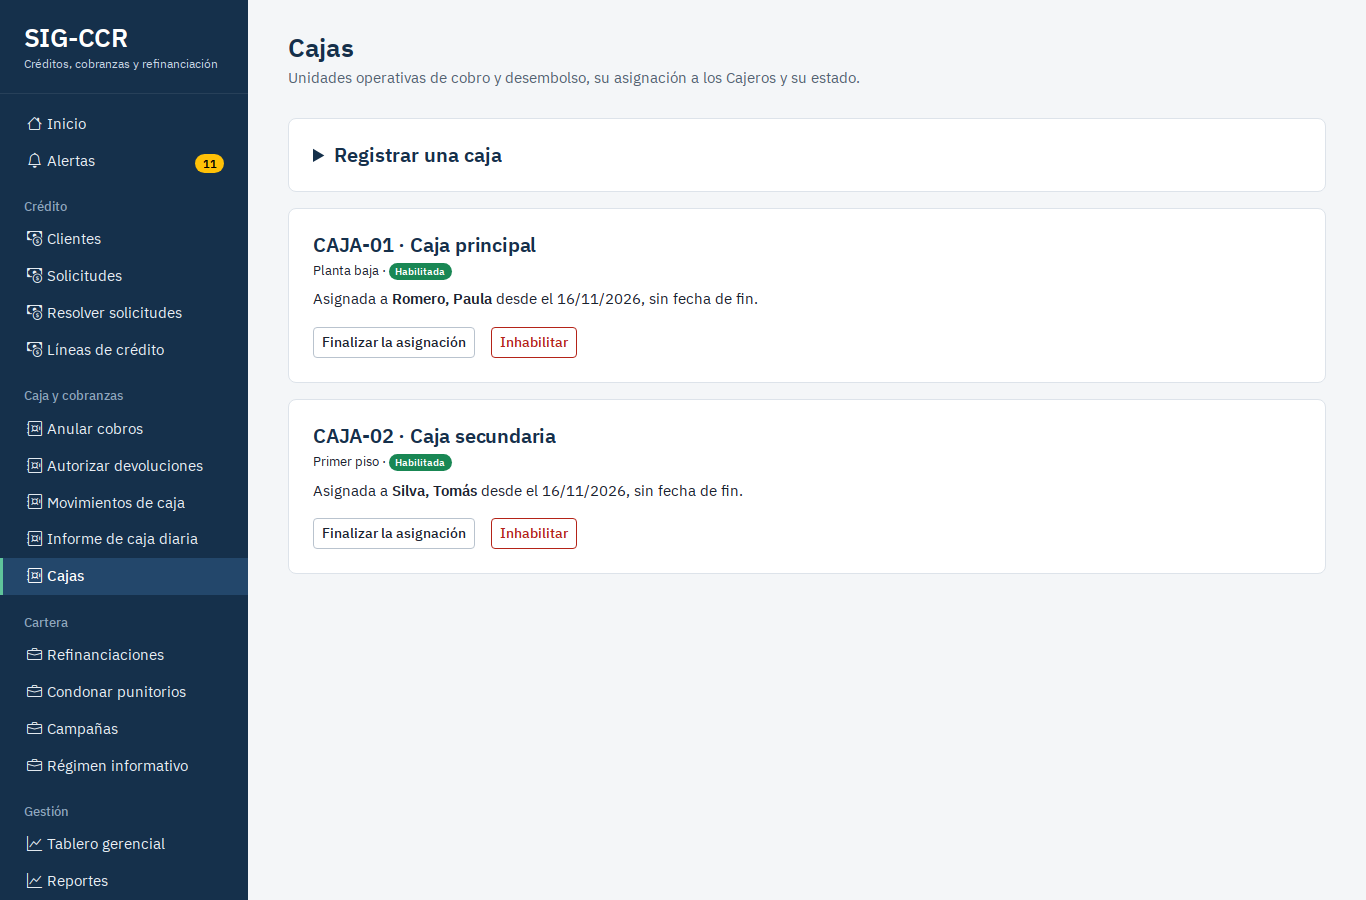 SIG-CCR
Créditos, cobranzas y refinanciación
Inicio
Alertas 11
Crédito
Clientes
Solicitudes
Resolver solicitudes
Líneas de crédito
Caja y cobranzas
Anular cobros
Autorizar devoluciones
Movimientos de caja
Informe de caja diaria
Cajas
Cartera
Refinanciaciones
Condonar punitorios
Campañas
Régimen informativo
Gestión
Tablero gerencial
Reportes
Cajas
Unidades operativas de cobro y desembolso, su asignación a los Cajeros y su estado.
Registrar una caja
CAJA-01 · Caja principal
Planta baja · Habilitada
Asignada a Romero, Paula desde el 16/11/2026, sin fecha de fin.
Finalizar la asignación Inhabilitar
CAJA-02 · Caja secundaria
Primer piso · Habilitada
Asignada a Silva, Tomás desde el 16/11/2026, sin fecha de fin.
Finalizar la asignación Inhabilitar